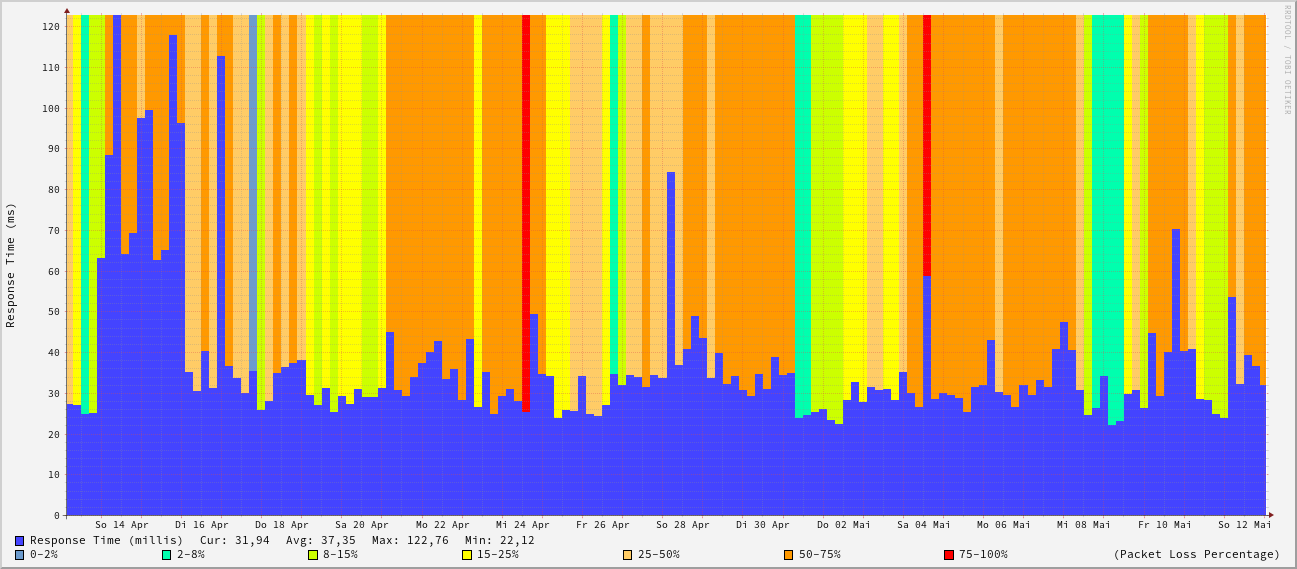 RRDTOOL / TOBI OETIKER
Response Time (ms)
120
110
100
90
80
70
60
50
40
30
20
10
0
So 14 Apr Di 16 Apr Do 18 Apr Sa 20 Apr Mo 22 Apr Mi 24 Apr Fr 26 Apr So 28 Apr Di 30 Apr Do 02 Mai Sa 04 Mai Mo 06 Mai Mi 08 Mai Fr 10 Mai So 12 Mai
Response Time (millis) Cur: 31,94 Avg: 37,35 Max: 122,76 Min: 22,12
0-2% 2-8% 8-15% 15-25% 25-50% 50-75% 75-100% (Packet Loss Percentage)